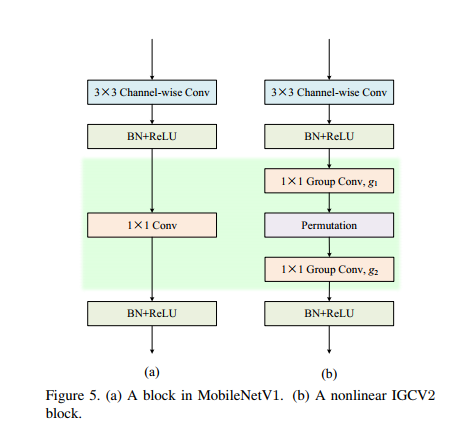 3×3 Channel-wise Conv
BN+ReLU
1×1 Conv
BN+ReLU
(a)
3×3 Channel-wise Conv
BN+ReLU
1×1 Group Conv, g₁
Permutation
1×1 Group Conv, g₂
BN+ReLU
(b)
Figure 5. (a) A block in MobileNetV1. (b) A nonlinear IGCV2
block.